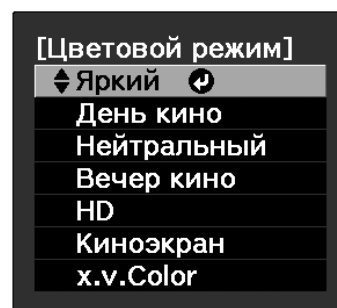 [Цветовой режим]
Яркий
День кино
Нейтральный
Вечер кино
HD
Киноэкран
x.v.Color